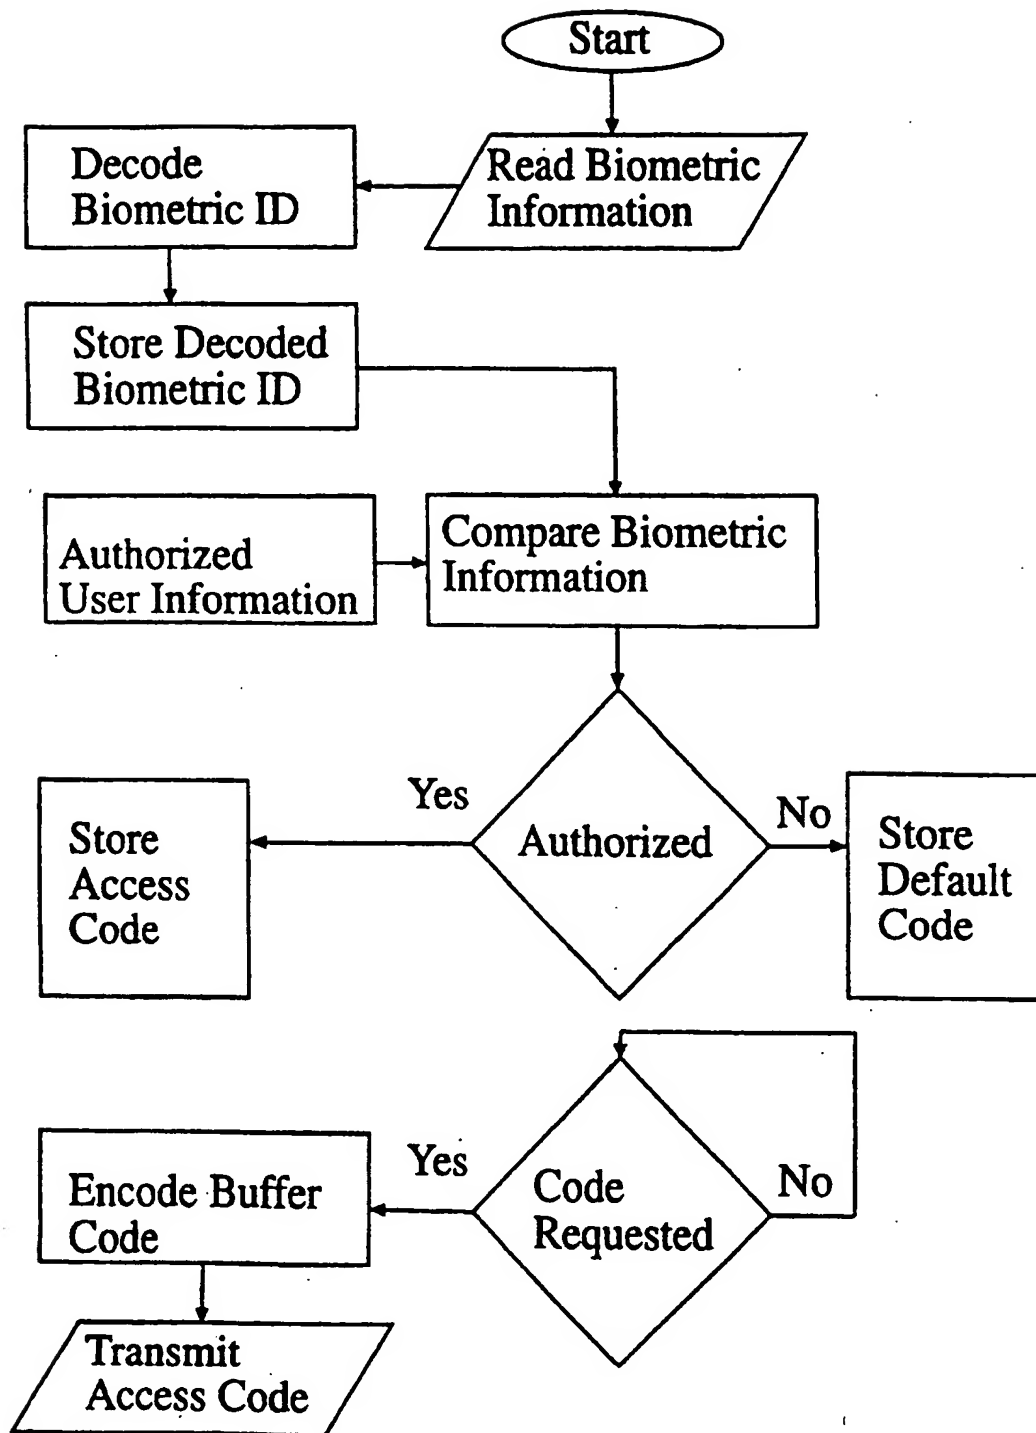 Start
Read Biometric
Information
Decode
Biometric ID
Store Decoded
Biometric ID
Authorized
User Information
Compare Biometric
Information
Authorized
Yes
No
Store
Access
Code
Store
Default
Code
Code
Requested
Yes
No
Encode Buffer
Code
Transmit
Access Code